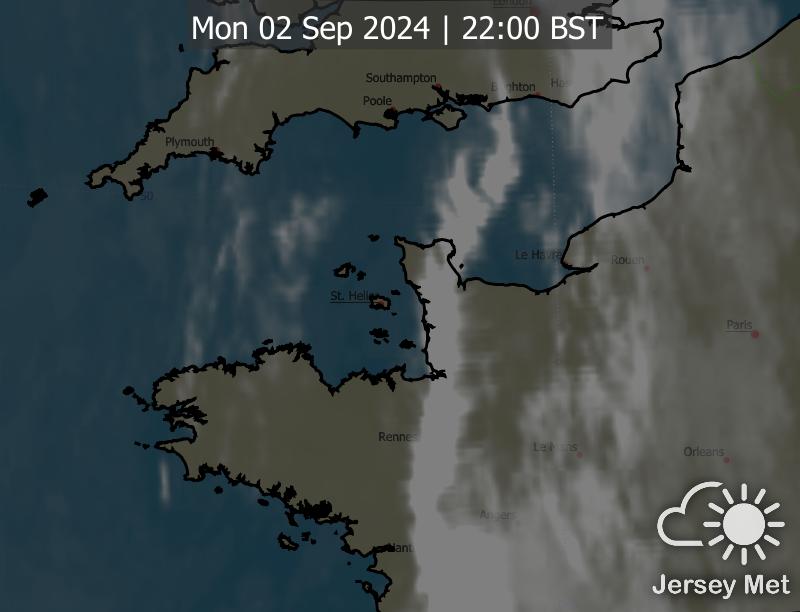 London
Mon 02 Sep 2024 | 22:00 BST
Southampton
Brighton
Poole
Plymouth
50
Le Havre
Rouen
St. Helier
Paris
Rennes
Le Mans
Orleans
Angers
Jersey Met